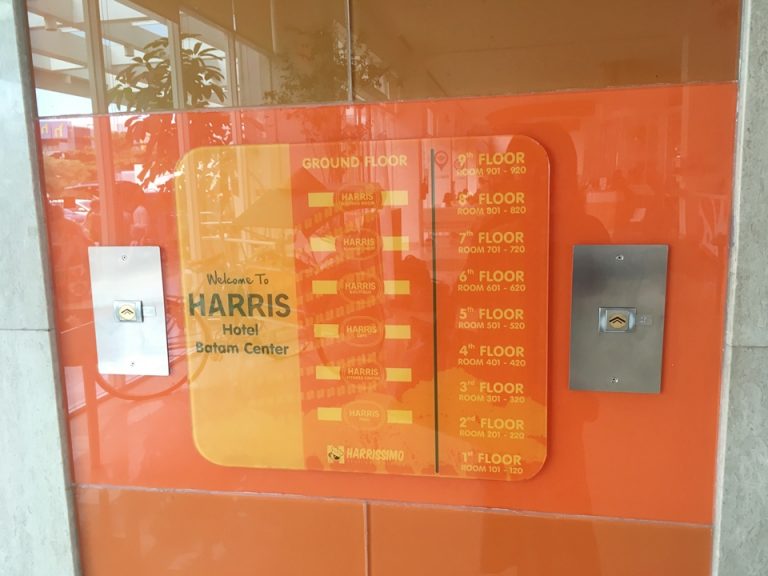 Welcome To
HARRIS
Hotel
Batam Center
GROUND FLOOR
HARRIS
HARRIS
HARRIS
HARRIS
CAFE
HARRIS
FITNESS CENTER
HARRIS
HARRISSIMO
9th FLOOR
ROOM 901 - 920
8th FLOOR
ROOM 801 - 820
7th FLOOR
ROOM 701 - 720
6th FLOOR
ROOM 601 - 620
5th FLOOR
ROOM 501 - 520
4th FLOOR
ROOM 401 - 420
3rd FLOOR
ROOM 301 - 320
2nd FLOOR
ROOM 201 - 220
1st FLOOR
ROOM 101 - 120